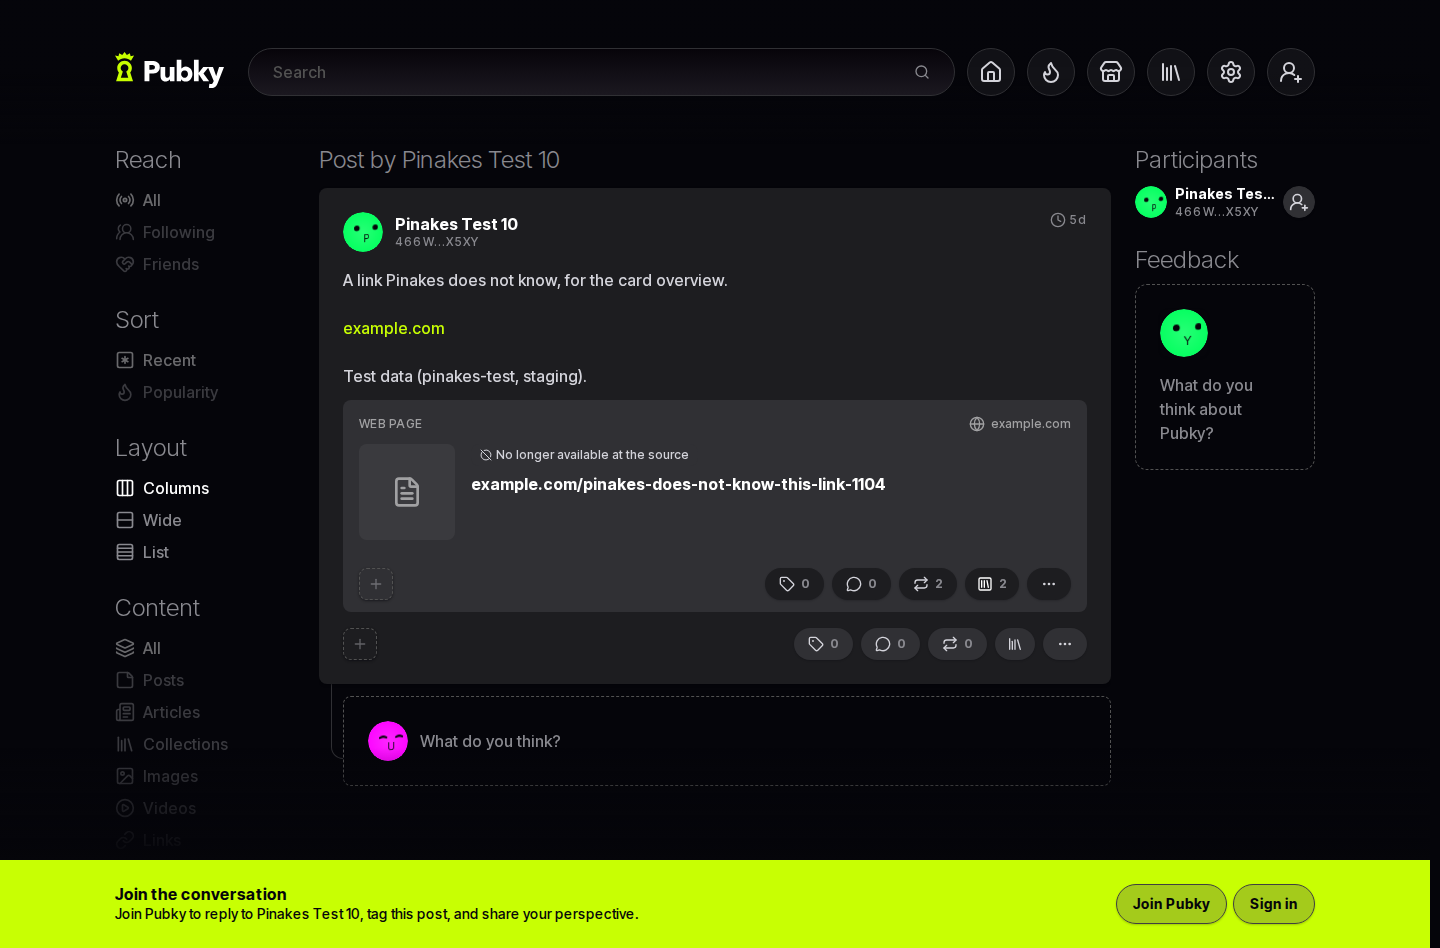 Pubky
Search
Reach
All
Following
Friends
Sort
Recent
Popularity
Layout
Columns
Wide
List
Content
All
Posts
Articles
Collections
Images
Videos
Links
Post by Pinakes Test 10
P
Pinakes Test 10
466W...X5XY
5d
A link Pinakes does not know, for the card overview.
example.com
Test data (pinakes-test, staging).
WEB PAGE
example.com
No longer available at the source
example.com/pinakes-does-not-know-this-link-1104
0
0
2
2
0
0
0
U
What do you think?
Participants
P
Pinakes Tes...
466W...X5XY
Feedback
Y
What do you
think about
Pubky?
Join the conversation
Join Pubky to reply to Pinakes Test 10, tag this post, and share your perspective.
Join Pubky
Sign in